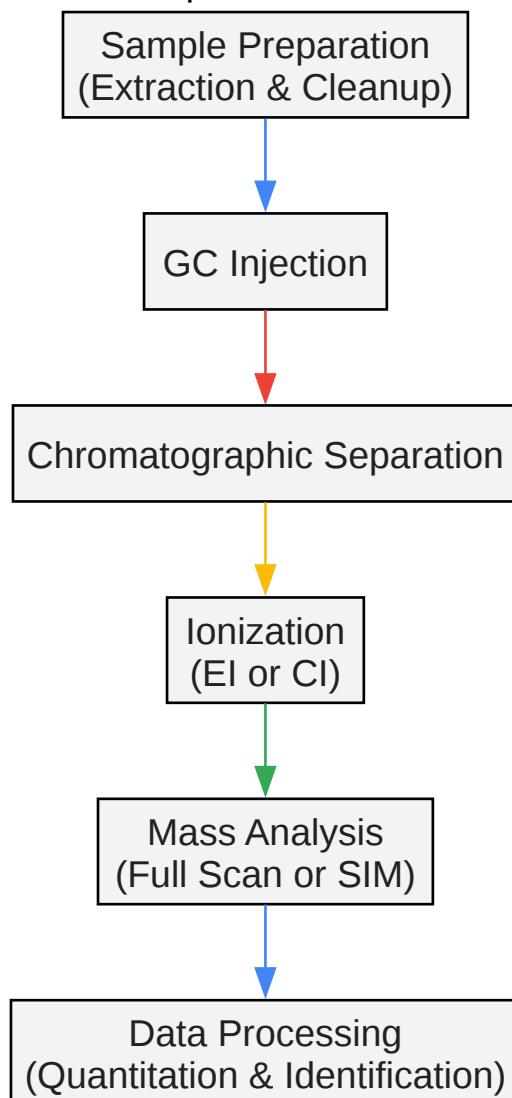 Sample Preparation
(Extraction & Cleanup)
GC Injection
Chromatographic Separation
Ionization
(EI or CI)
Mass Analysis
(Full Scan or SIM)
Data Processing
(Quantitation & Identification)